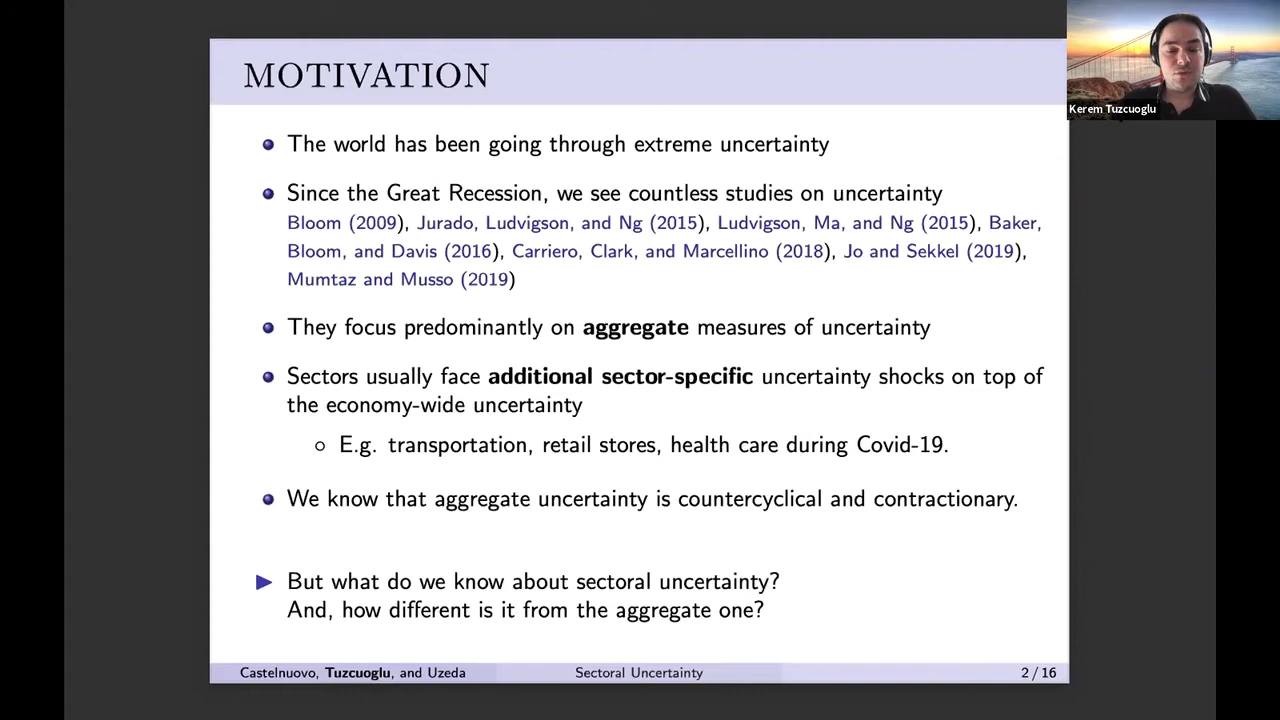 MOTIVATION
Kerem Tuzcuoglu
The world has been going through extreme uncertainty
Since the Great Recession, we see countless studies on uncertainty
Bloom (2009), Jurado, Ludvigson, and Ng (2015), Ludvigson, Ma, and Ng (2015), Baker,
Bloom, and Davis (2016), Carriero, Clark, and Marcellino (2018), Jo and Sekkel (2019),
Mumtaz and Musso (2019)
They focus predominantly on aggregate measures of uncertainty
Sectors usually face additional sector-specific uncertainty shocks on top of
the economy-wide uncertainty
E.g. transportation, retail stores, health care during Covid-19.
We know that aggregate uncertainty is countercyclical and contractionary.
But what do we know about sectoral uncertainty?
And, how different is it from the aggregate one?
Castelnuovo, Tuzcuoglu, and Uzeda Sectoral Uncertainty 2 / 16